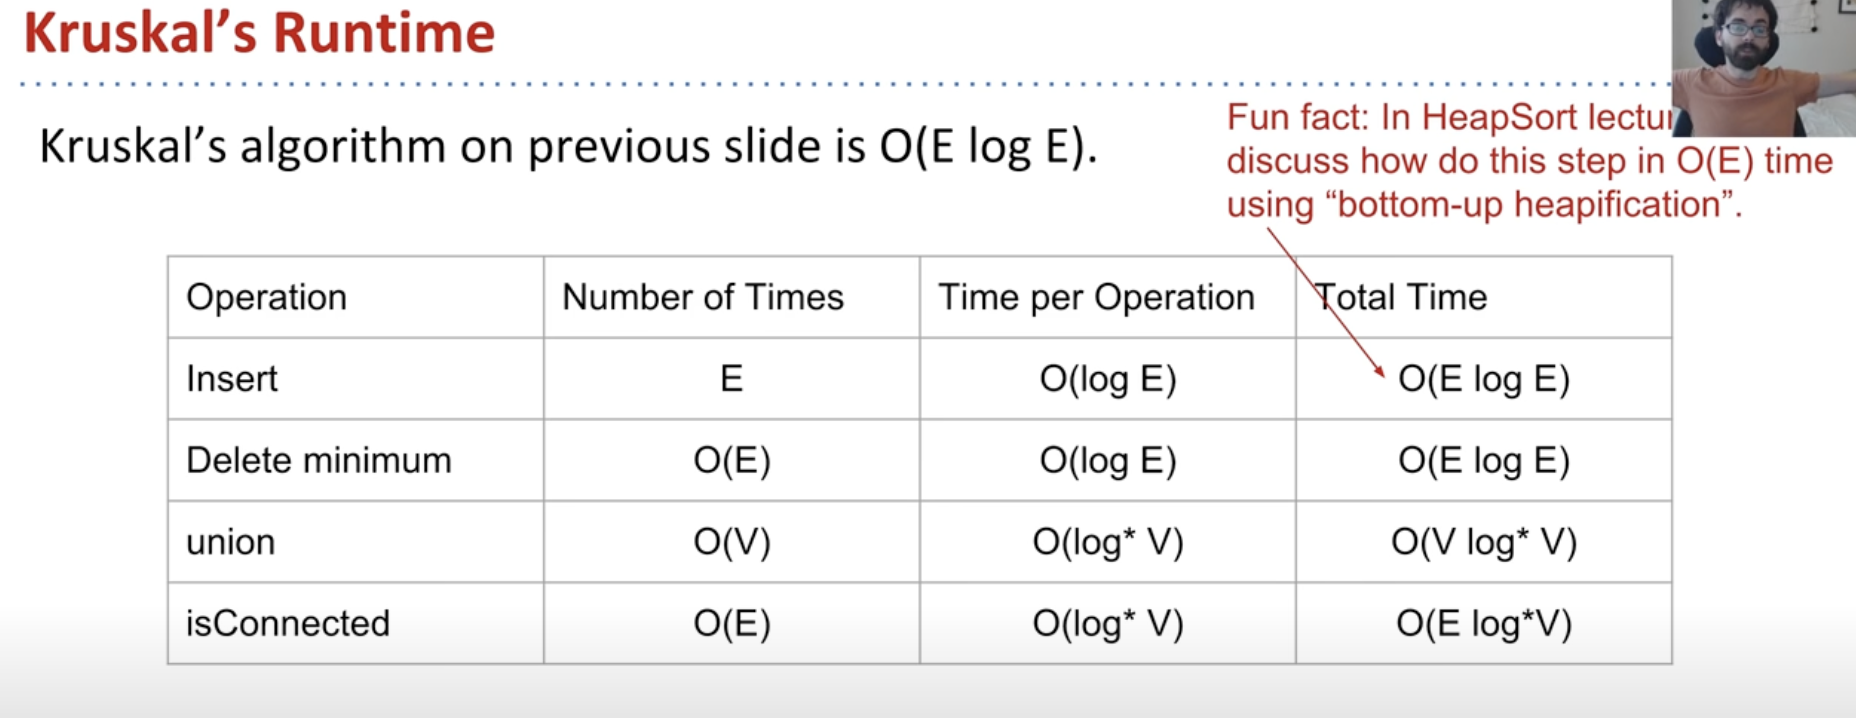 Kruskal's Runtime
Kruskal's algorithm on previous slide is O(E log E).
Fun fact: In HeapSort
discuss how do this step in O(E) time
using “bottom-up heapification”.
Operation Number of Times Time per Operation Total Time
Insert E O(log E) O(E log E)
Delete minimum O(E) O(log E) O(E log E)
union O(V) O(log* V) O(V log* V)
isConnected O(E) O(log* V) O(E log*V)